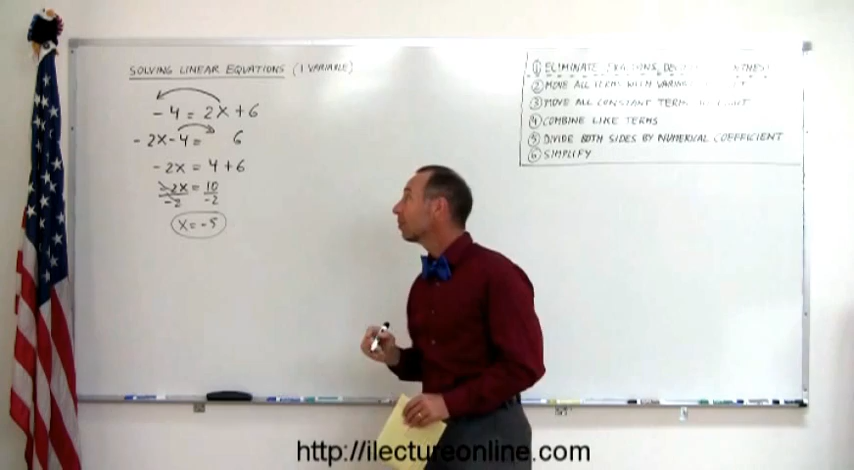 SOLVING LINEAR EQUATIONS (1 VARIABLE)
-4 = 2x + 6
-2x - 4 = 6
-2x = 4 + 6
-2x/-2 = 10/-2
x = -5
① ELIMINATE
② MOVE ALL TERMS WITH
③ MOVE ALL CONSTANT TERMS
④ COMBINE LIKE TERMS
⑤ DIVIDE BOTH SIDES BY NUMERICAL COEFFICIENT
⑥ SIMPLIFY
http://ilectureonline.com